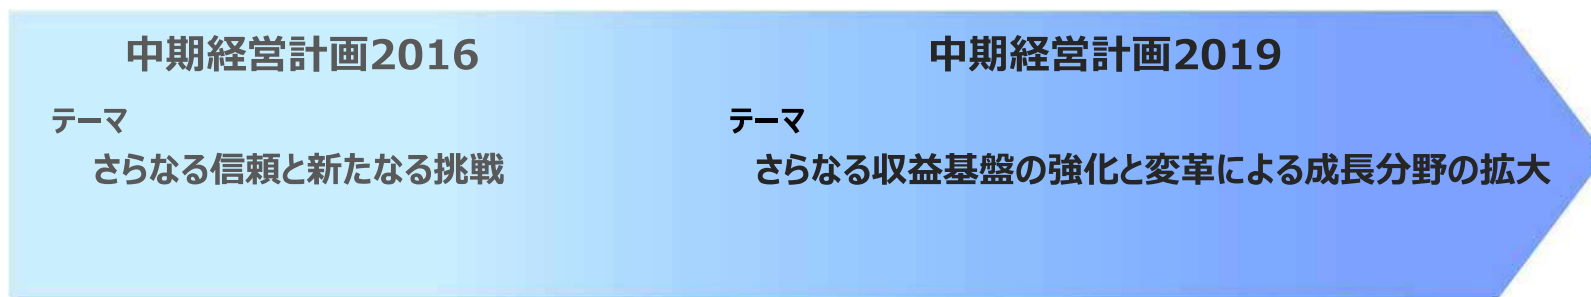 中期経営計画2016
テーマ
さらなる信頼と新たなる挑戦
中期経営計画2019
テーマ
さらなる収益基盤の強化と変革による成長分野の拡大